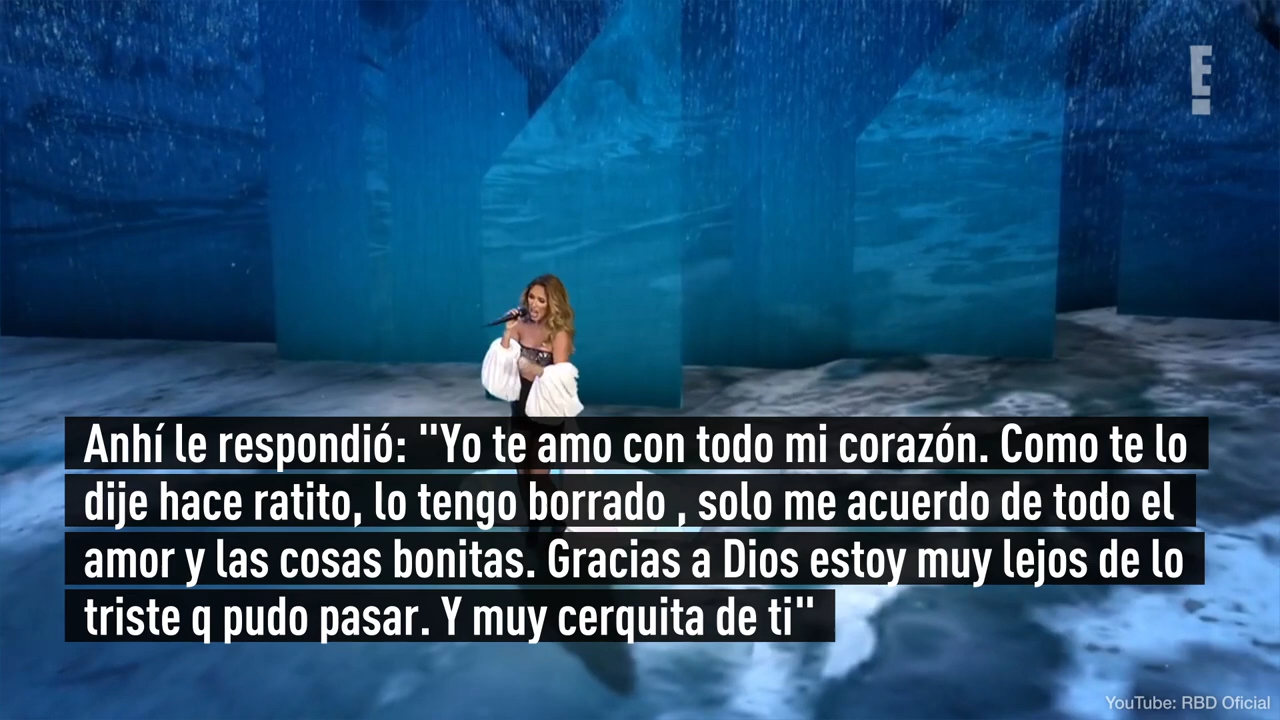 E!
Anhí le respondió: "Yo te amo con todo mi corazón. Como te lo
dije hace ratito, lo tengo borrado , solo me acuerdo de todo el
amor y las cosas bonitas. Gracias a Dios estoy muy lejos de lo
triste q pudo pasar. Y muy cerquita de ti"
YouTube: RBD Oficial